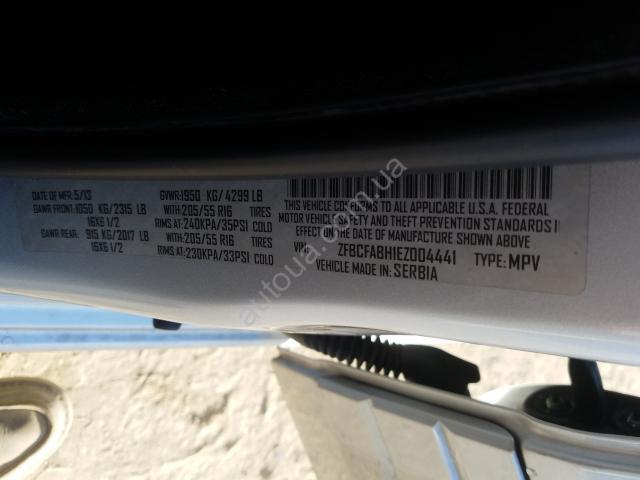 DATE OF MFR: 5/13 GVWR: 1950 KG/4299 LB
GAWR FRONT: 1050 KG/2315 LB WITH: 205/55 R16 TIRES
16X6 1/2 RIMS AT: 240KPA/35PSI COLD
GAWR REAR: 915 KG/2017 LB WITH: 205/55 R16 TIRES
16X6 1/2 RIMS AT: 230KPA/33PSI COLD
THIS VEHICLE CONFORMS TO ALL APPLICABLE U.S.A. FEDERAL
MOTOR VEHICLE SAFETY AND THEFT PREVENTION STANDARDS I
EFFECT ON THE DATE OF MANUFACTURE SHOWN ABOVE.
VIN: ZFBCFABH1EZ004441 TYPE: MPV
VEHICLE MADE IN SERBIA
autoua.com.ua